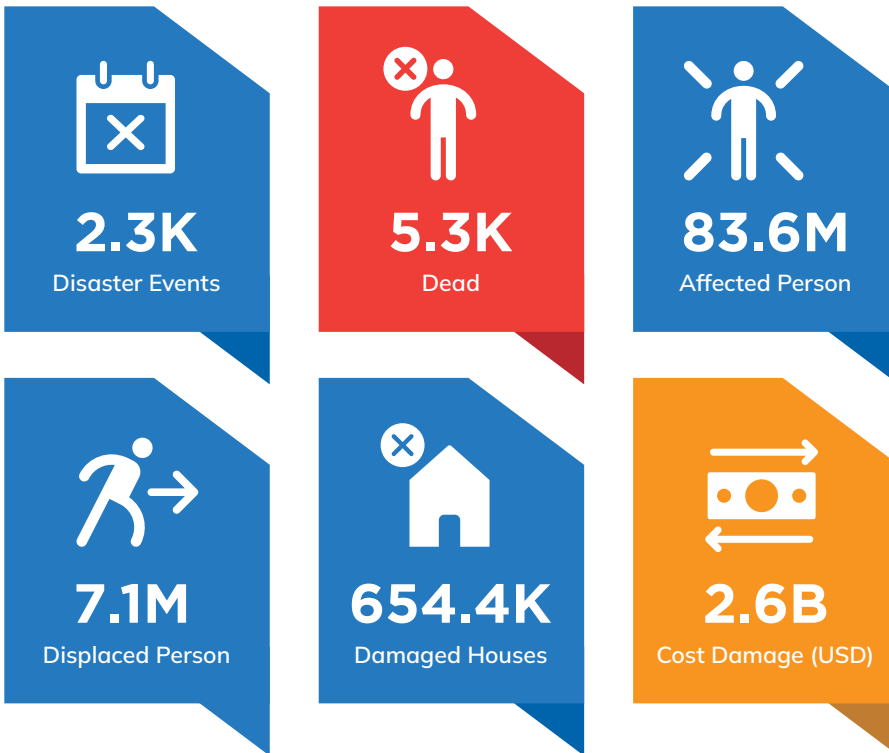 2.3K
Disaster Events
5.3K
Dead
83.6M
Affected Person
7.1M
Displaced Person
654.4K
Damaged Houses
2.6B
Cost Damage (USD)